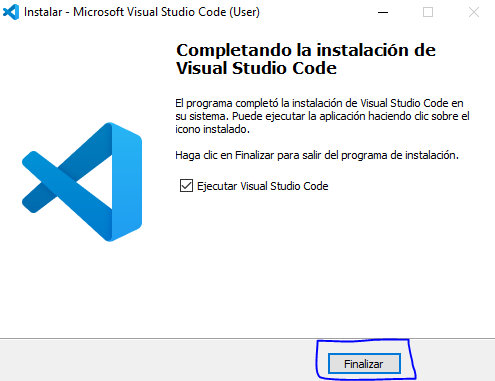 Instalar - Microsoft Visual Studio Code (User)
Completando la instalación de
Visual Studio Code
El programa completó la instalación de Visual Studio Code en
su sistema. Puede ejecutar la aplicación haciendo clic sobre el
icono instalado.
Haga clic en Finalizar para salir del programa de instalación.
Ejecutar Visual Studio Code
Finalizar